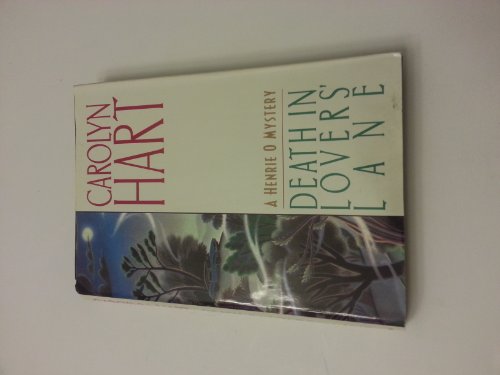 CAROLYN
HART
A HENRIE O MYSTERY
DEATH IN
LOVERS'
LANE